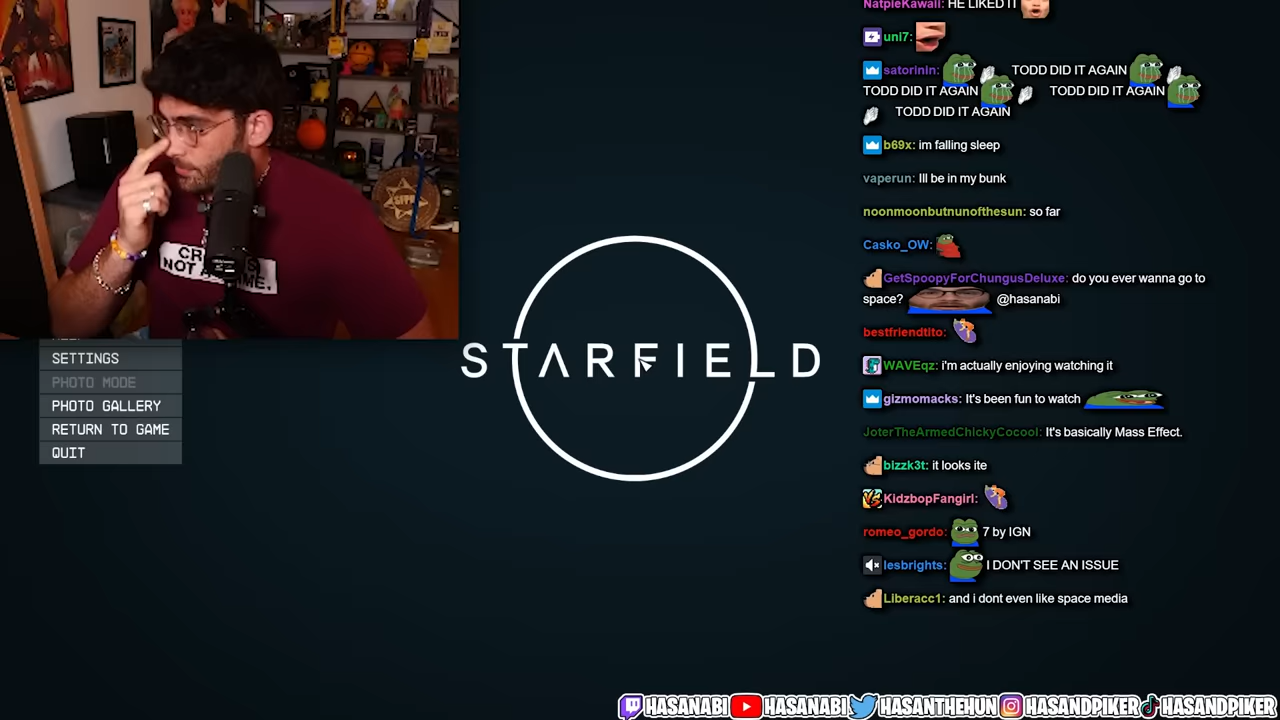 NatpieKawaii: HE LIKED IT
uni7:
satorinin: TODD DID IT AGAIN
TODD DID IT AGAIN TODD DID IT AGAIN
TODD DID IT AGAIN
b69x: im falling sleep
vaperun: Ill be in my bunk
noonmoonbutnunofthesun: so far
Casko_OW:
GetSpoopyForChungusDeluxe: do you ever wanna go to
space? @hasanabi
bestfriendtito:
WAVEqz: i'm actually enjoying watching it
gizmomacks: It's been fun to watch
JoterTheArmedChickyCocool: It's basically Mass Effect.
bizzk3t: it looks ite
KidzbopFangirl:
romeo_gordo: 7 by IGN
lesbrights: I DON'T SEE AN ISSUE
Liberacc1: and i dont even like space media
NOT A
SETTINGS
PHOTO MODE
PHOTO GALLERY
RETURN TO GAME
QUIT
STARFIELD
HASANABI HASANABI HASANTHEHUN HASANDPIKER HASANDPIKER